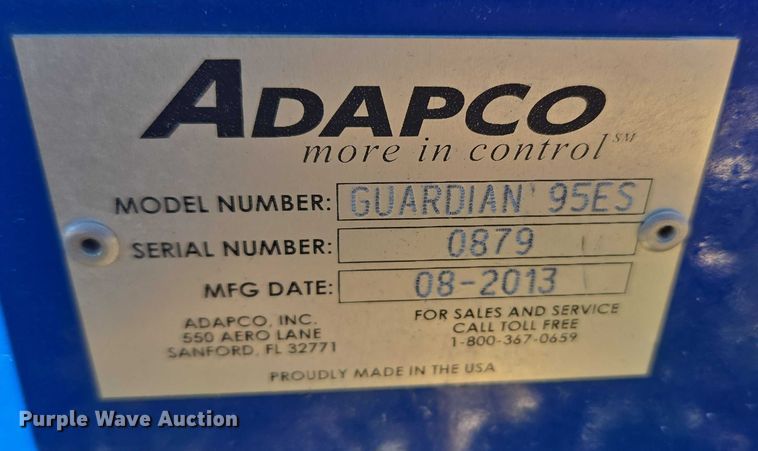 ADAPCO
more in control SM
MODEL NUMBER: GUARDIAN 95ES
SERIAL NUMBER: 0879
MFG DATE: 08-2013
ADAPCO, INC.
550 AERO LANE
SANFORD, FL 32771
FOR SALES AND SERVICE
CALL TOLL FREE
1-800-367-0659
PROUDLY MADE IN THE USA
Purple Wave Auction